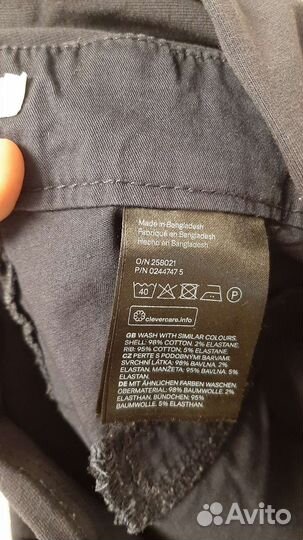 Made in Bangladesh
Fabriqué en Bangladesh
Hecho en Bangladesh
O/N 258021
P/N 0244747 5
40
P
clevercare.info
GB WASH WITH SIMILAR COLOURS.
SHELL: 98% COTTON, 2% ELASTANE.
RIB: 95% COTTON, 5% ELASTANE.
CZ PERTE S PODOBNÝMI BARVAMI.
SVRCHNÍ LÁTKA: 98% BAVLNA, 2%
ELASTAN, MANŽETA: 95% BAVLNA, 5%
ELASTAN.
DE MIT ÄHNLICHEN FARBEN WASCHEN.
OBERMATERIAL: 98% BAUMWOLLE, 2%
ELASTHAN, BÜNDCHEN: 95%
BAUMWOLLE, 5% ELASTHAN.
Avito